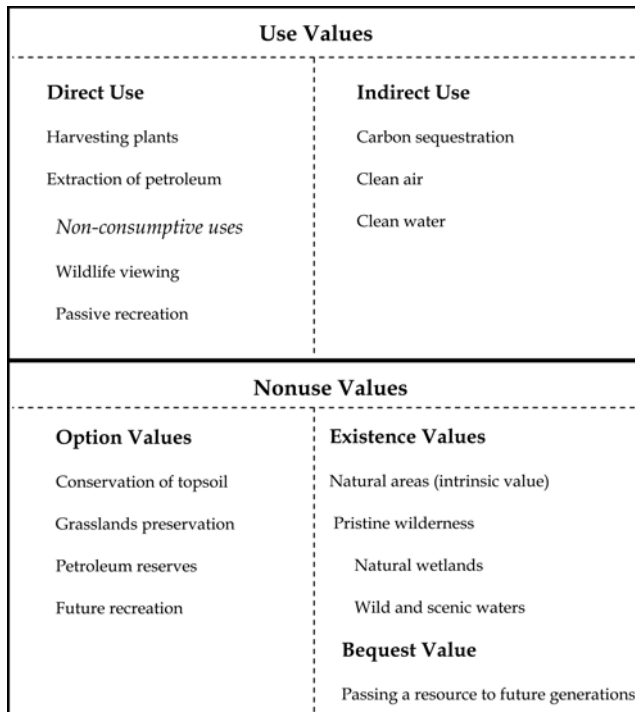 Use Values
Direct Use
Harvesting plants
Extraction of petroleum
Non-consumptive uses
Wildlife viewing
Passive recreation
Indirect Use
Carbon sequestration
Clean air
Clean water
Nonuse Values
Option Values
Conservation of topsoil
Grasslands preservation
Petroleum reserves
Future recreation
Existence Values
Natural areas (intrinsic value)
Pristine wilderness
Natural wetlands
Wild and scenic waters
Bequest Value
Passing a resource to future generations